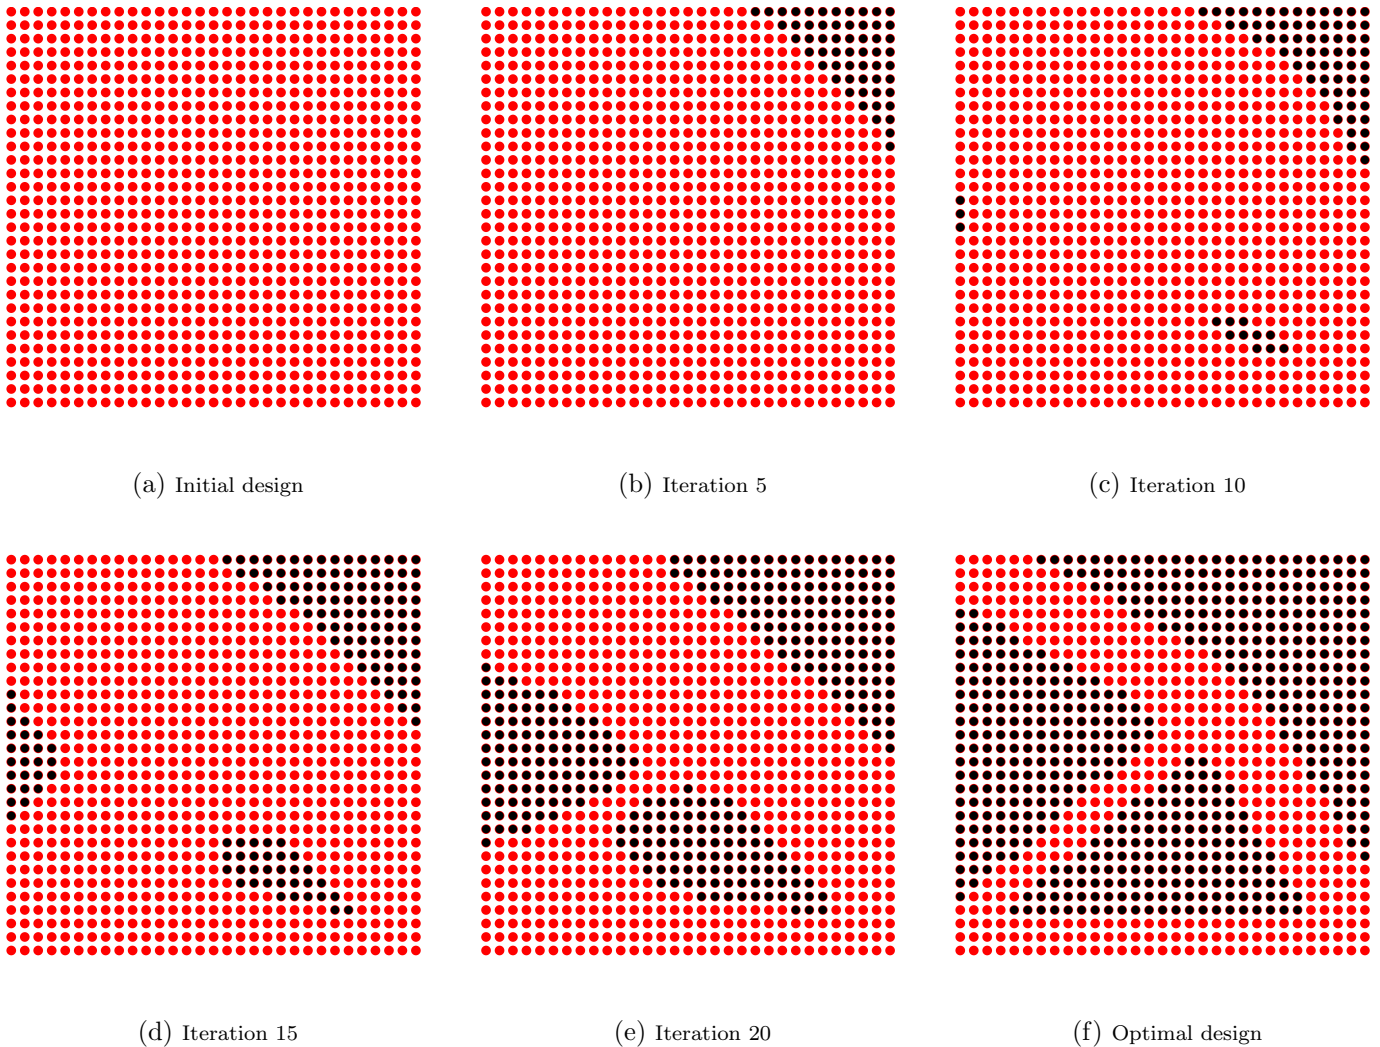 (a) Initial design
(b) Iteration 5
(c) Iteration 10
(d) Iteration 15
(e) Iteration 20
(f) Optimal design